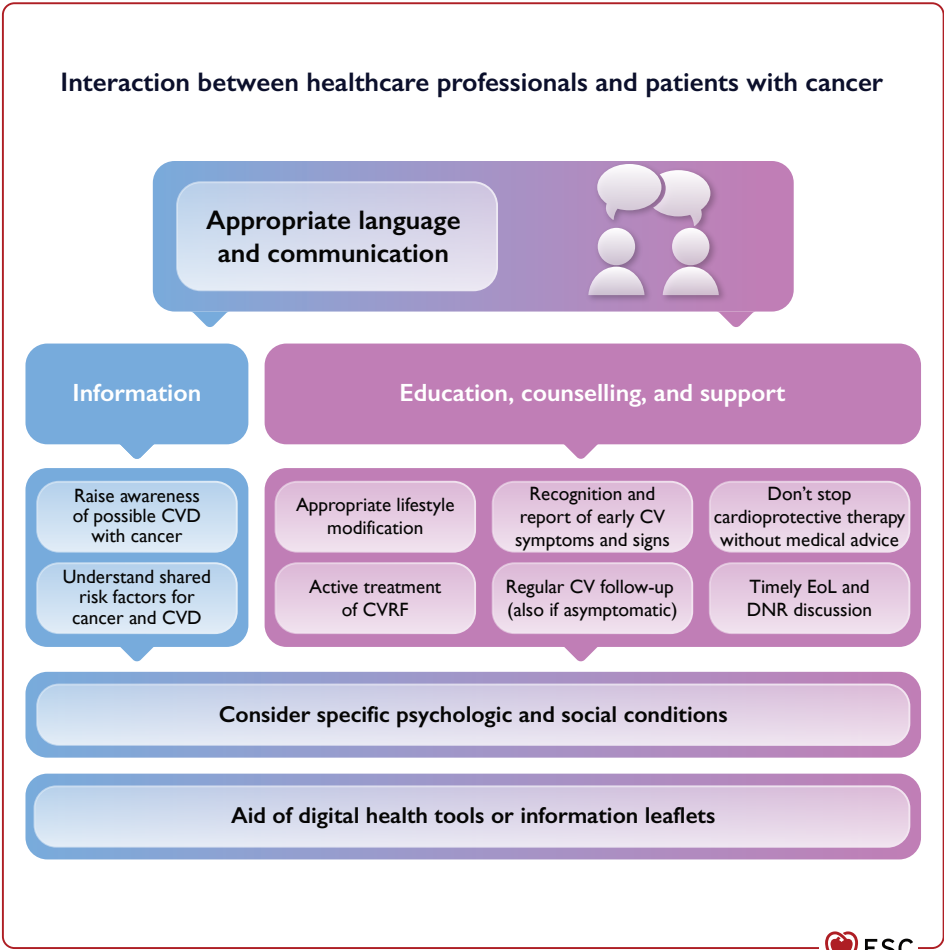 Interaction between healthcare professionals and patients with cancer
Appropriate language
and communication
Information
Education, counselling, and support
Raise awareness
of possible CVD
with cancer
Understand shared
risk factors for
cancer and CVD
Appropriate lifestyle
modification
Recognition and
report of early CV
symptoms and signs
Don’t stop
cardioprotective therapy
without medical advice
Active treatment
of CVRF
Regular CV follow-up
(also if asymptomatic)
Timely EoL and
DNR discussion
Consider specific psychologic and social conditions
Aid of digital health tools or information leaflets
ESC